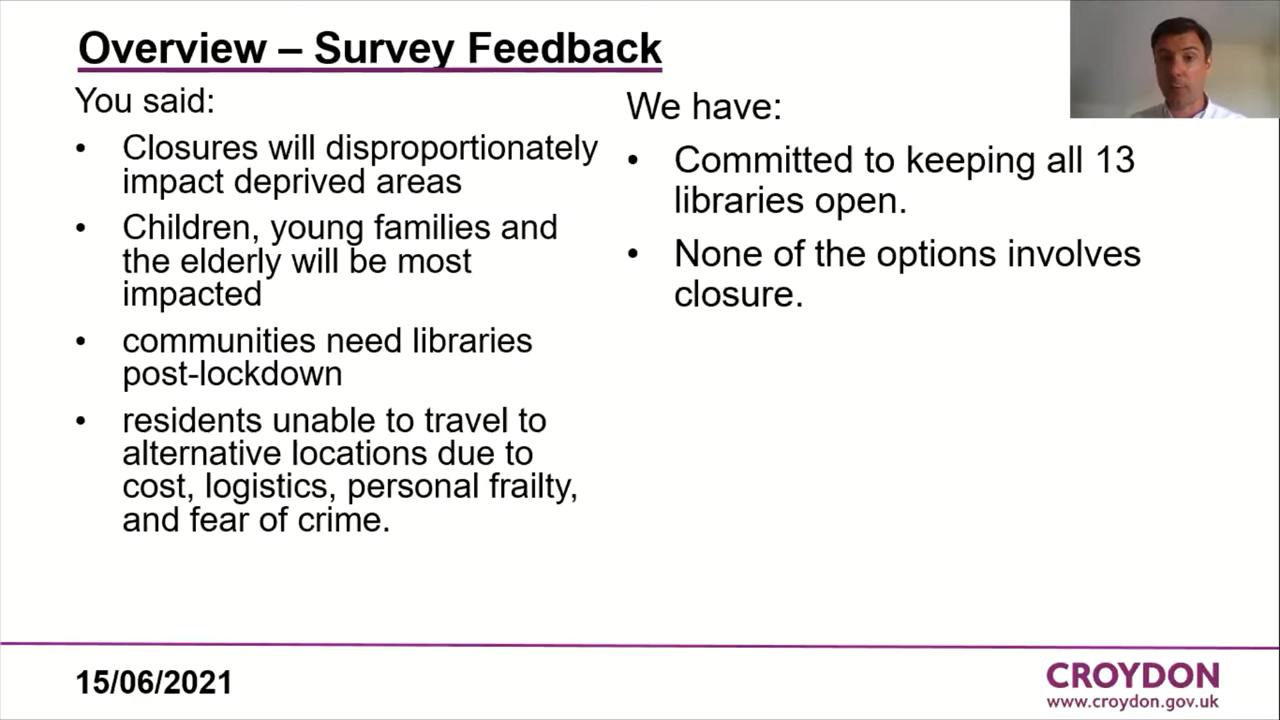 Overview – Survey Feedback
You said:
• Closures will disproportionately
impact deprived areas
• Children, young families and
the elderly will be most
impacted
• communities need libraries
post-lockdown
• residents unable to travel to
alternative locations due to
cost, logistics, personal frailty,
and fear of crime.
We have:
• Committed to keeping all 13
libraries open.
• None of the options involves
closure.
15/06/2021
CROYDON
www.croydon.gov.uk